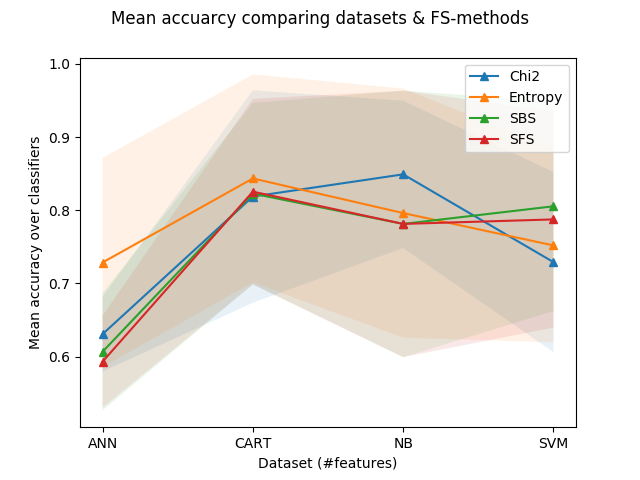 Mean accuarcy comparing datasets & FS-methods
1.0
0.9
0.8
0.7
0.6
Mean accuracy over classifiers
Chi2
Entropy
SBS
SFS
ANN
CART
NB
SVM
Dataset (#features)